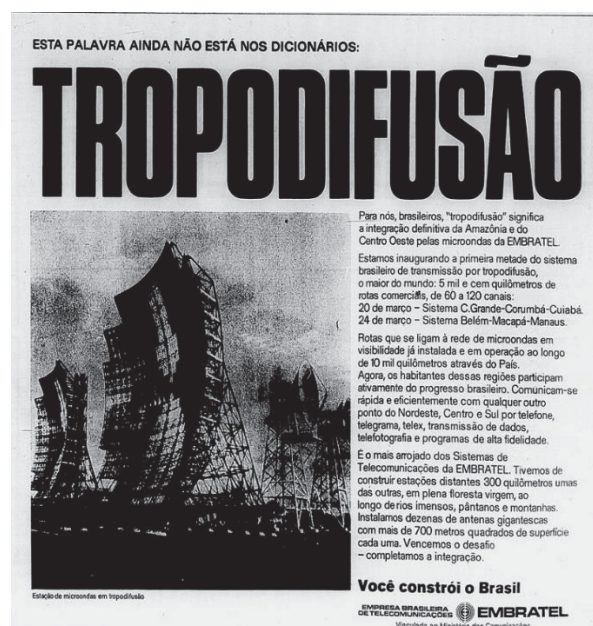 ESTA PALAVRA AINDA NÃO ESTÁ NOS DICIONÁRIOS:
TROPODIFUSÃO
Para nós, brasileiros, "tropodifusão" significa
a integração definitiva da Amazônia e do
Centro Oeste pelas microondas da EMBRATEL.
Estamos inaugurando a primeira metade do sistema
brasileiro de transmissão por tropodifusão,
o maior do mundo: 5 mil e cem quilômetros de
rotas comerciais, de 60 a 120 canais:
20 de março – Sistema C.Grande-Corumbá-Cuiabá.
24 de março – Sistema Belém-Macapá-Manaus.
Rotas que se ligam à rede de microondas em
visibilidade já instalada e em operação ao longo
de 10 mil quilômetros através do País.
Agora, os habitantes dessas regiões participam
ativamente do progresso brasileiro. Comunicam-se
rápida e eficientemente com qualquer outro
ponto do Nordeste, Centro e Sul por telefone,
telegrama, telex, transmissão de dados,
telefotografia e programas de alta fidelidade.
É o mais arrojado dos Sistemas de
Telecomunicações da EMBRATEL. Tivemos de
construir estações distantes 300 quilômetros umas
das outras, em plena floresta virgem, ao
longo de rios imensos, pântanos e montanhas.
Instalamos dezenas de antenas gigantescas
com mais de 700 metros quadrados de superfície
cada uma. Vencemos o desafio
– completamos a integração.
Estação de microondas em tropodifusão
Você constrói o Brasil
EMPRESA BRASILEIRA
DE TELECOMUNICAÇÕES EMBRATEL
Vinculada ao Ministério das Comunicações